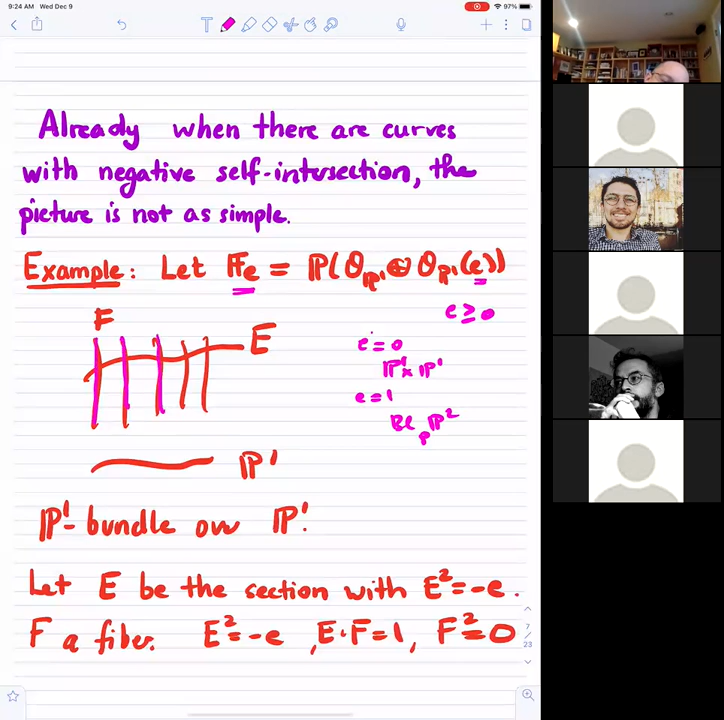 9:24 AM Wed Dec 9
97%
Already when there are curves
with negative self-intersection, the
picture is not as simple.
Example: Let 𝔽e = ℙ(𝒪ℙ¹ ⊕ 𝒪ℙ¹(e))
e ≥ 0
F
E
e = 0
ℙ¹ × ℙ¹
e = 1
Bl_p ℙ²
ℙ¹
ℙ¹-bundle over ℙ¹.
Let E be the section with E² = -e.
F a fiber. E² = -e, E·F = 1, F² = 0
7
23